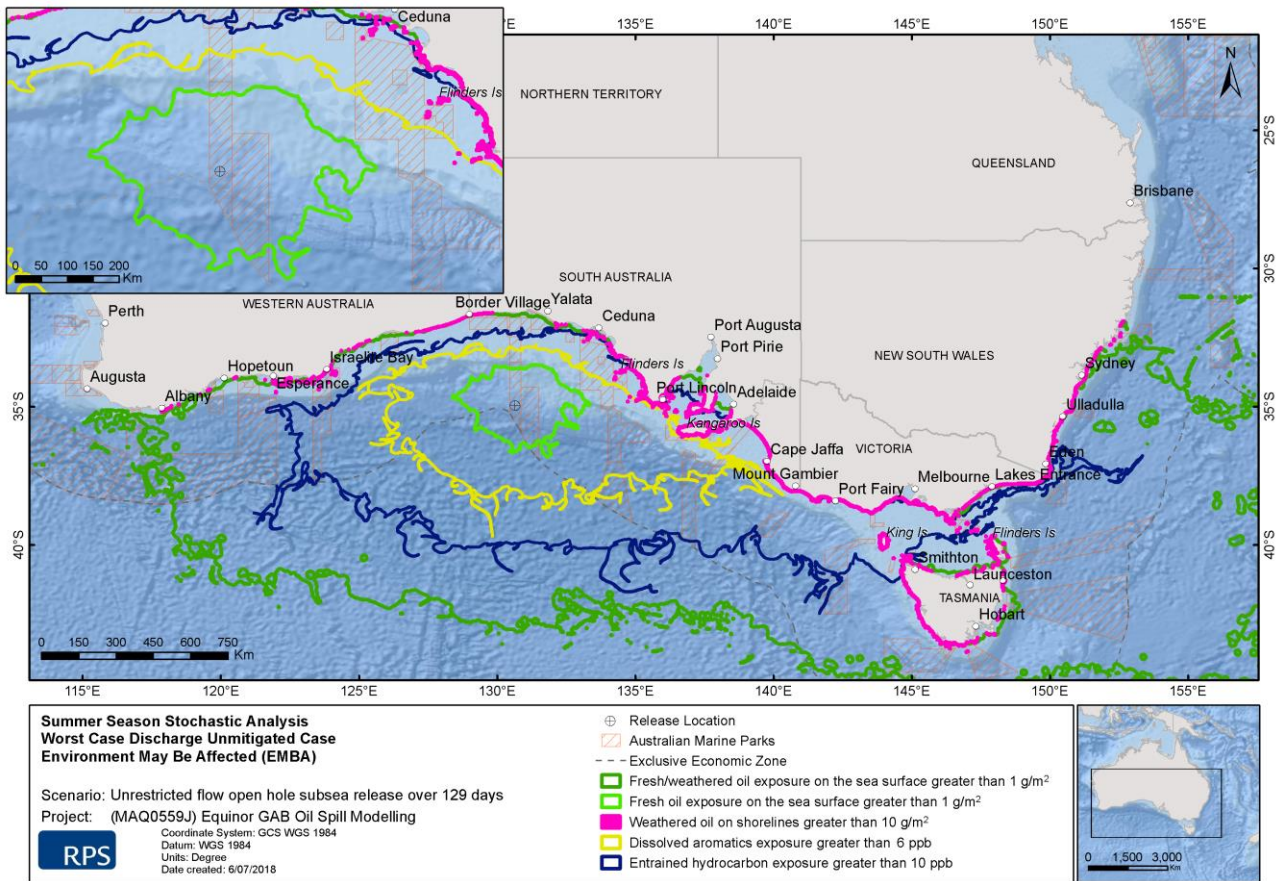 Ceduna
Flinders Is
0 50 100 150 200
Km
115°E
120°E
125°E
130°E
135°E
140°E
145°E
150°E
155°E
N
NORTHERN TERRITORY
QUEENSLAND
25°S
25°S
Brisbane
30°S
30°S
SOUTH AUSTRALIA
WESTERN AUSTRALIA
Border Village
Yalata
Ceduna
Perth
Port Augusta
Port Pirie
NEW SOUTH WALES
Sydney
Hopetoun
Israelite Bay
Flinders Is
Augusta
Esperance
Port Lincoln
Adelaide
Albany
35°S
35°S
Ulladulla
Kangaroo Is
Cape Jaffa
VICTORIA
Eden
Mount Gambier
Melbourne
Lakes Entrance
Port Fairy
King Is
Flinders Is
40°S
40°S
Smithton
Launceston
TASMANIA
Hobart
0 150 300 450 600 750
Km
115°E
120°E
125°E
130°E
135°E
140°E
145°E
150°E
155°E
Summer Season Stochastic Analysis
Worst Case Discharge Unmitigated Case
Environment May Be Affected (EMBA)
Scenario: Unrestricted flow open hole subsea release over 129 days
Project: (MAQ0559J) Equinor GAB Oil Spill Modelling
RPS
Coordinate System: GCS WGS 1984
Datum: WGS 1984
Units: Degree
Date created: 6/07/2018
Release Location
Australian Marine Parks
Exclusive Economic Zone
Fresh/weathered oil exposure on the sea surface greater than 1 g/m²
Fresh oil exposure on the sea surface greater than 1 g/m²
Weathered oil on shorelines greater than 10 g/m²
Dissolved aromatics exposure greater than 6 ppb
Entrained hydrocarbon exposure greater than 10 ppb
0 1,500 3,000
Km